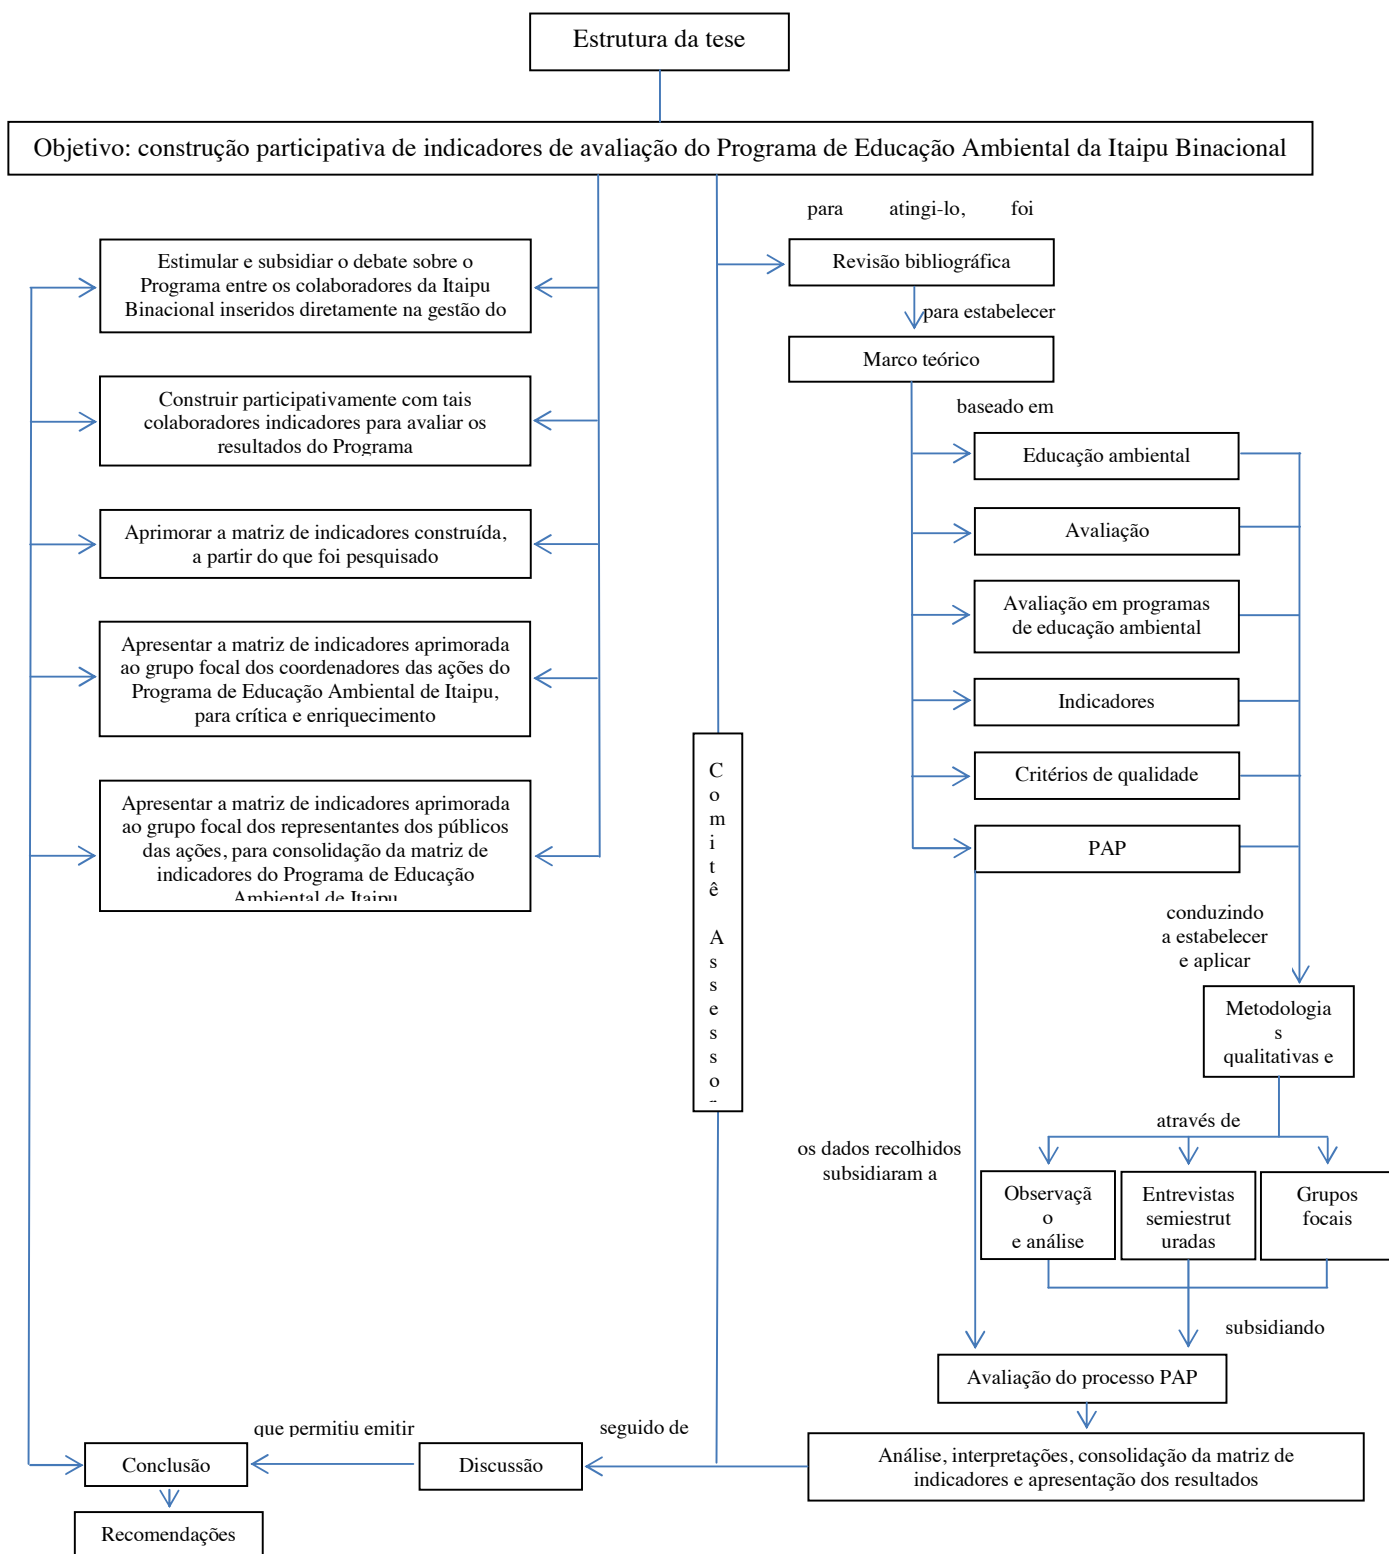 Estrutura da tese
Objetivo: construção participativa de indicadores de avaliação do Programa de Educação Ambiental da Itaipu Binacional
Estimular e subsidiar o debate sobre o
Programa entre os colaboradores da Itaipu
Binacional inseridos diretamente na gestão do
Construir participativamente com tais
colaboradores indicadores para avaliar os
resultados do Programa
Aprimorar a matriz de indicadores construída,
a partir do que foi pesquisado
Apresentar a matriz de indicadores aprimorada
ao grupo focal dos coordenadores das ações do
Programa de Educação Ambiental de Itaipu,
para crítica e enriquecimento
Apresentar a matriz de indicadores aprimorada
ao grupo focal dos representantes dos públicos
das ações, para consolidação da matriz de
indicadores do Programa de Educação
Ambiental de Itaipu
C
o
m
i
t
ê
A
s
s
e
s
s
o
r
para atingi-lo, foi
Revisão bibliográfica
para estabelecer
Marco teórico
baseado em
Educação ambiental
Avaliação
Avaliação em programas
de educação ambiental
Indicadores
Critérios de qualidade
PAP
conduzindo
a estabelecer
e aplicar
Metodologia
s
qualitativas e
através de
os dados recolhidos
subsidiaram a
Observaçã
o
e análise
Entrevistas
semiestrut
uradas
Grupos
focais
subsidiando
Avaliação do processo PAP
Análise, interpretações, consolidação da matriz de
indicadores e apresentação dos resultados
seguido de
Discussão
que permitiu emitir
Conclusão
Recomendações